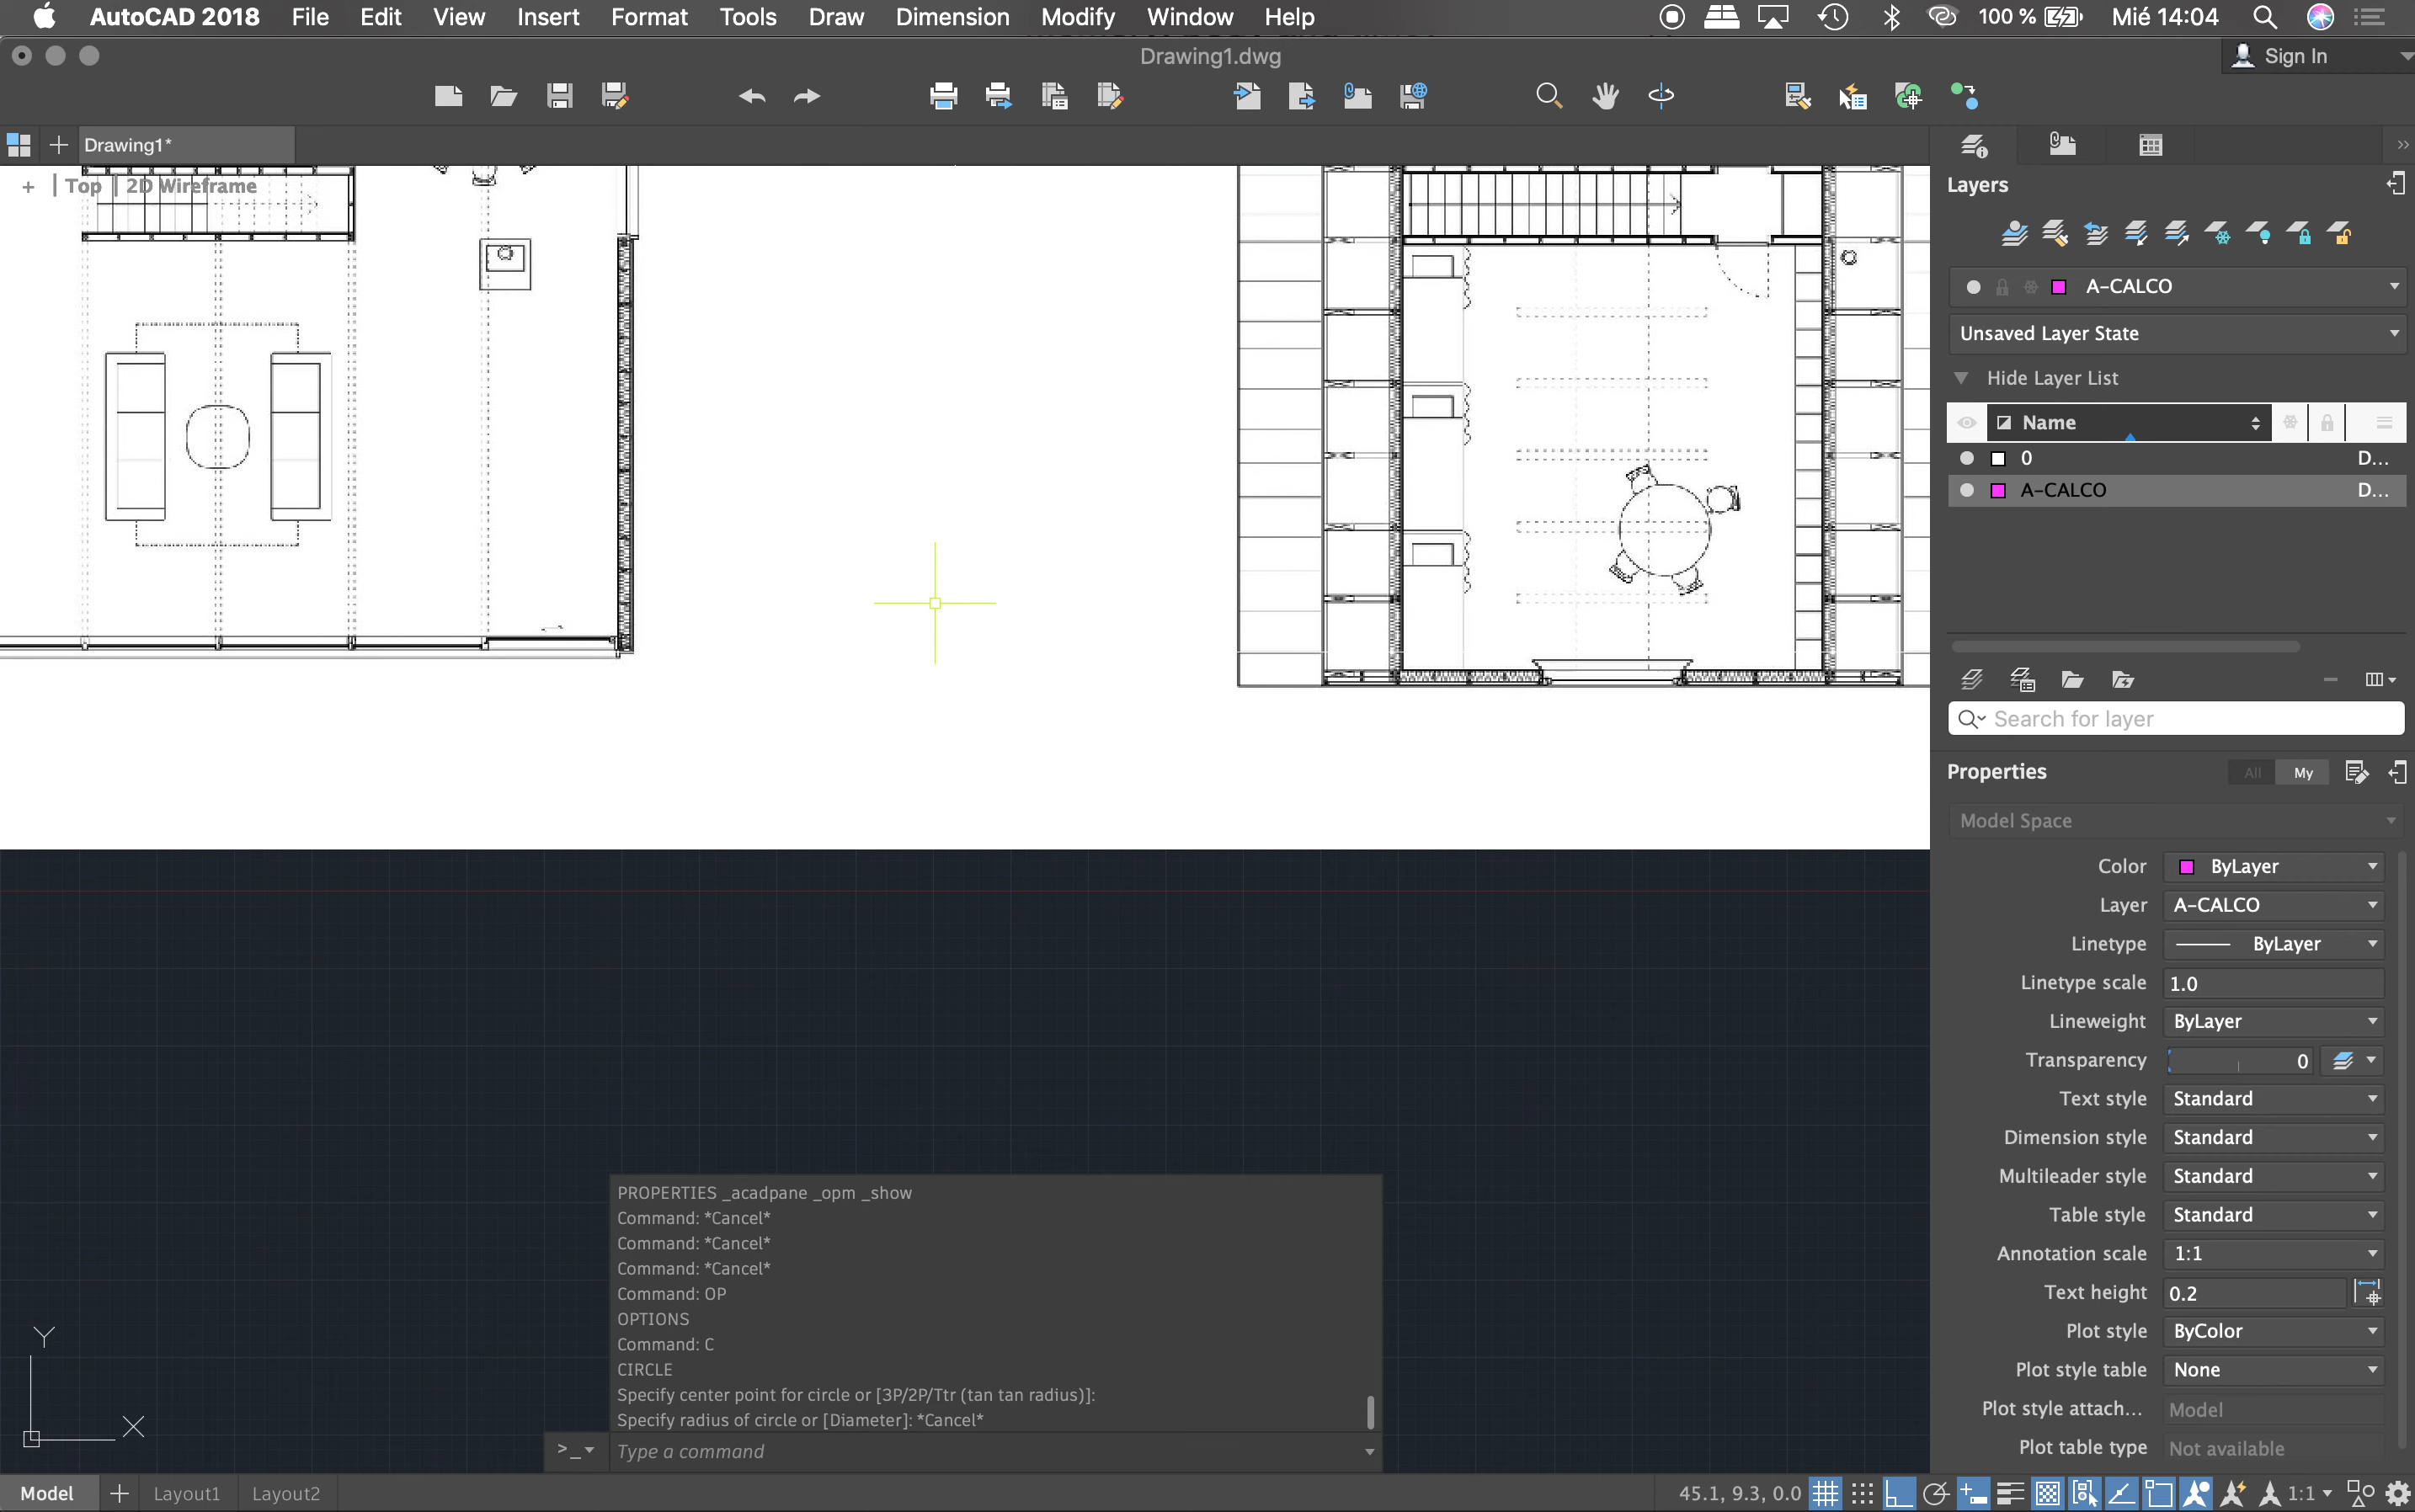 AutoCAD 2018 File Edit View Insert Format Tools Draw Dimension Modify Window Help 100 % Mié 14:04
Drawing1.dwg Sign In
Drawing1*
+ Top 2D Wireframe
Layers
A-CALCO
Unsaved Layer State
Hide Layer List
Name
0 D...
A-CALCO D...
Search for layer
Properties All My
Model Space
Color ByLayer
Layer A-CALCO
Linetype ByLayer
Linetype scale 1.0
Lineweight ByLayer
Transparency 0
Text style Standard
Dimension style Standard
Multileader style Standard
Table style Standard
Annotation scale 1:1
Text height 0.2
Plot style ByColor
Plot style table None
Plot style attach... Model
Plot table type Not available
PROPERTIES _acadpane _opm _show
Command: *Cancel*
Command: *Cancel*
Command: *Cancel*
Command: OP
OPTIONS
Command: C
CIRCLE
Specify center point for circle or [3P/2P/Ttr (tan tan radius)]:
Specify radius of circle or [Diameter]: *Cancel*
>_ Type a command
Y
X
Model + Layout1 Layout2 45.1, 9.3, 0.0 1:1